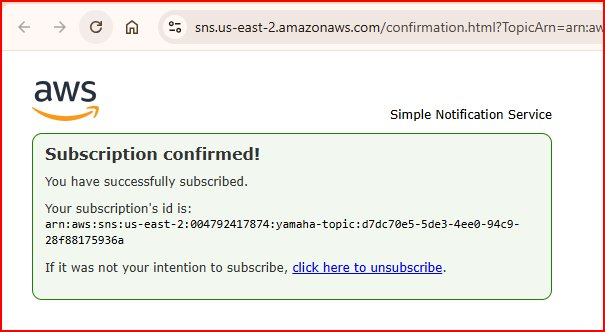 sns.us-east-2.amazonaws.com/confirmation.html?TopicArn=arn:aw
aws
Simple Notification Service
Subscription confirmed!
You have successfully subscribed.
Your subscription's id is:
arn:aws:sns:us-east-2:004792417874:yamaha-topic:d7dc70e5-5de3-4ee0-94c9-
28f88175936a
If it was not your intention to subscribe, click here to unsubscribe.